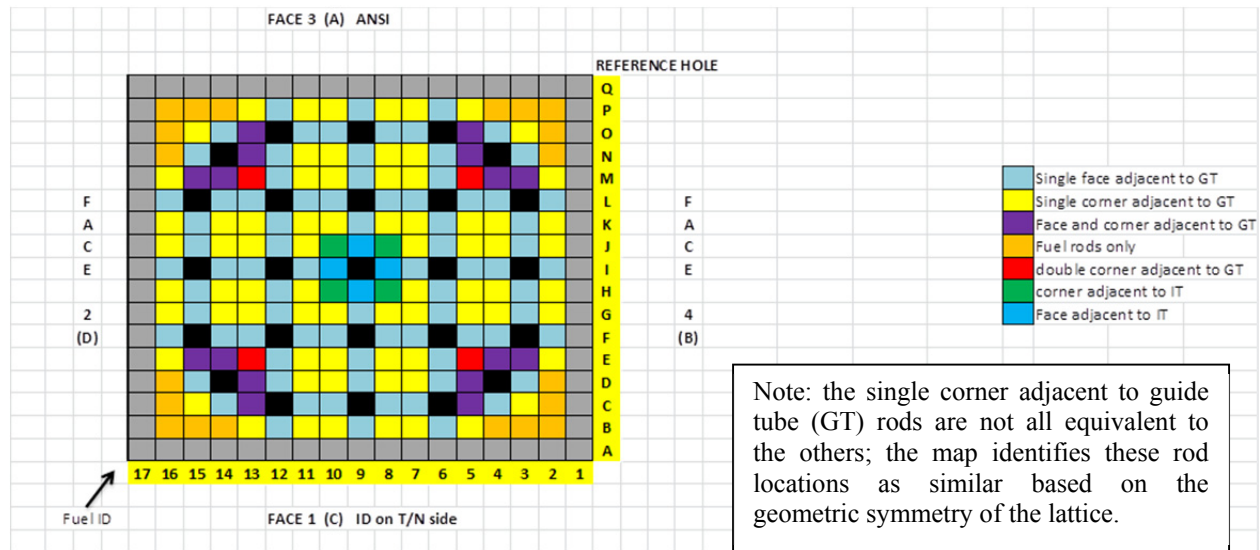 FACE 3 (A) ANSI
REFERENCE HOLE
Q
P
O
N
M
L
K
J
I
H
G
F
E
D
C
B
A
17 16 15 14 13 12 11 10 9 8 7 6 5 4 3 2 1
F
A
C
E
2
(D)
F
A
C
E
4
(B)
Fuel ID
FACE 1 (C) ID on T/N side
Single face adjacent to GT
Single corner adjacent to GT
Face and corner adjacent to GT
Fuel rods only
double corner adjacent to GT
corner adjacent to IT
Face adjacent to IT
Note: the single corner adjacent to guide
tube (GT) rods are not all equivalent to
the others; the map identifies these rod
locations as similar based on the
geometric symmetry of the lattice.